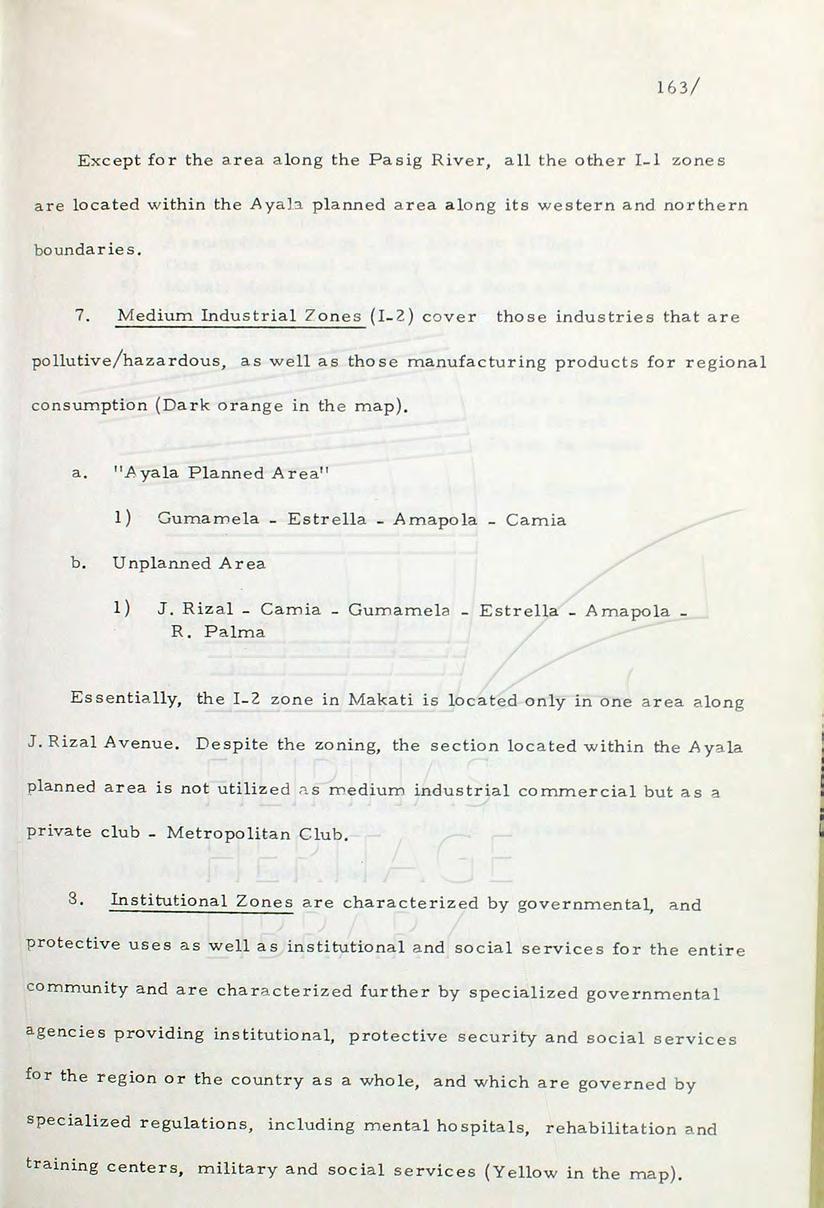 163/
Except for the area along the Pasig River, all the other I-1 zones
are located within the Ayala planned area along its western and northern
boundaries.
7. Medium Industrial Zones (I-2) cover those industries that are
pollutive/hazardous, as well as those manufacturing products for regional
consumption (Dark orange in the map).
a. "Ayala Planned Area"
1) Gumamela - Estrella - Amapola - Camia
b. Unplanned Area
1) J. Rizal - Camia - Gumamela - Estrella - Amapola -
R. Palma
Essentially, the I-2 zone in Makati is located only in one area along
J. Rizal Avenue. Despite the zoning, the section located within the Ayala
planned area is not utilized as medium industrial commercial but as a
private club - Metropolitan Club.
8. Institutional Zones are characterized by governmental, and
protective uses as well as institutional and social services for the entire
community and are characterized further by specialized governmental
agencies providing institutional, protective security and social services
for the region or the country as a whole, and which are governed by
specialized regulations, including mental hospitals, rehabilitation and
training centers, military and social services (Yellow in the map).
FILIPINAS
HERITAGE
LIBRARY